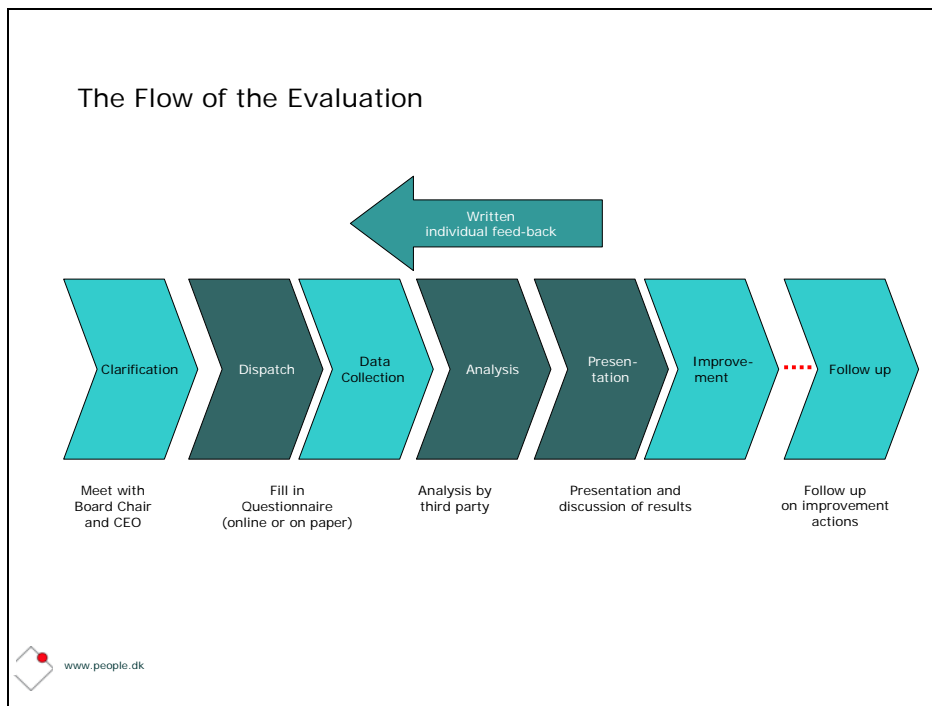 The Flow of the Evaluation
Written
individual feed-back
Clarification
Dispatch
Data
Collection
Analysis
Presen-
tation
Improve-
ment
Follow up
Meet with
Board Chair
and CEO
Fill in
Questionnaire
(online or on paper)
Analysis by
third party
Presentation and
discussion of results
Follow up
on improvement
actions
www.people.dk